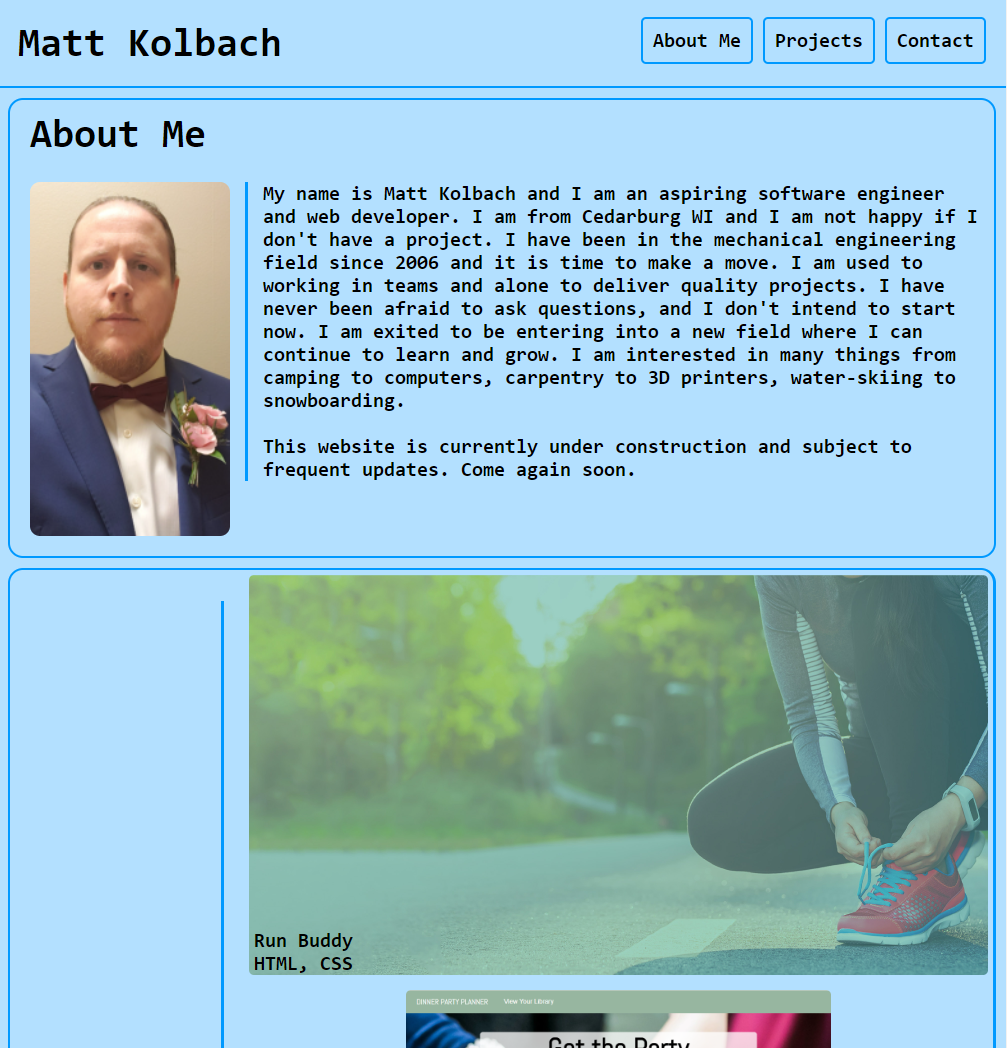 Matt Kolbach
About Me
Projects
Contact
About Me
My name is Matt Kolbach and I am an aspiring software engineer
and web developer. I am from Cedarburg WI and I am not happy if I
don't have a project. I have been in the mechanical engineering
field since 2006 and it is time to make a move. I am used to
working in teams and alone to deliver quality projects. I have
never been afraid to ask questions, and I don't intend to start
now. I am exited to be entering into a new field where I can
continue to learn and grow. I am interested in many things from
camping to computers, carpentry to 3D printers, water-skiing to
snowboarding.
This website is currently under construction and subject to
frequent updates. Come again soon.
Run Buddy
HTML, CSS
DINNER PARTY PLANNER
View Your Library
Get the Party